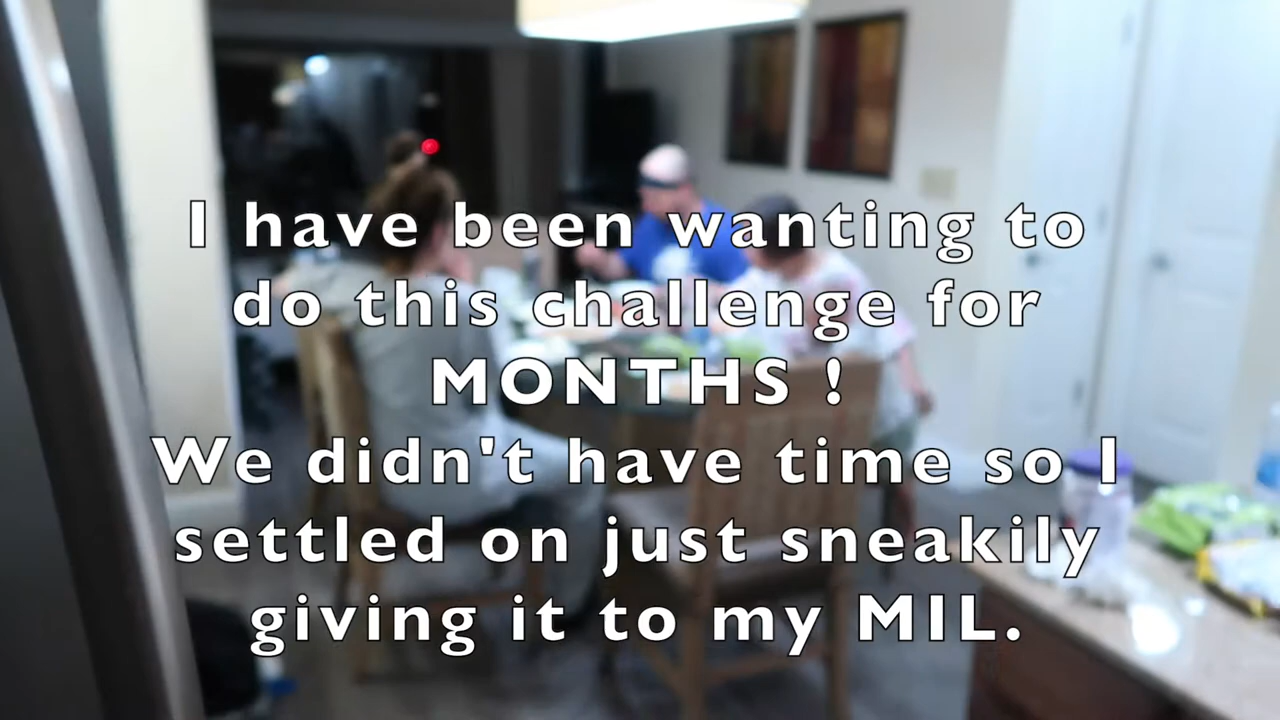 I have been wanting to
do this challenge for
MONTHS !
We didn't have time so I
settled on just sneakily
giving it to my MIL.